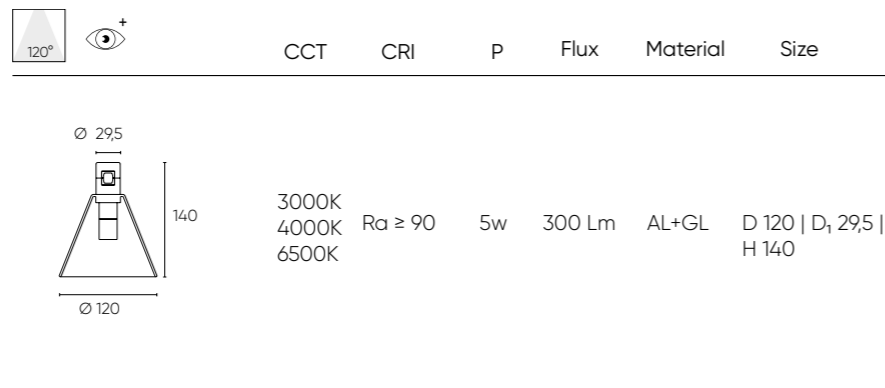 120°
+
CCT CRI P Flux Material Size
Ø 29,5
140
Ø 120
3000K
4000K
6500K
Ra ≥ 90
5w
300 Lm
AL+GL
D 120 | D₁ 29,5 |
H 140